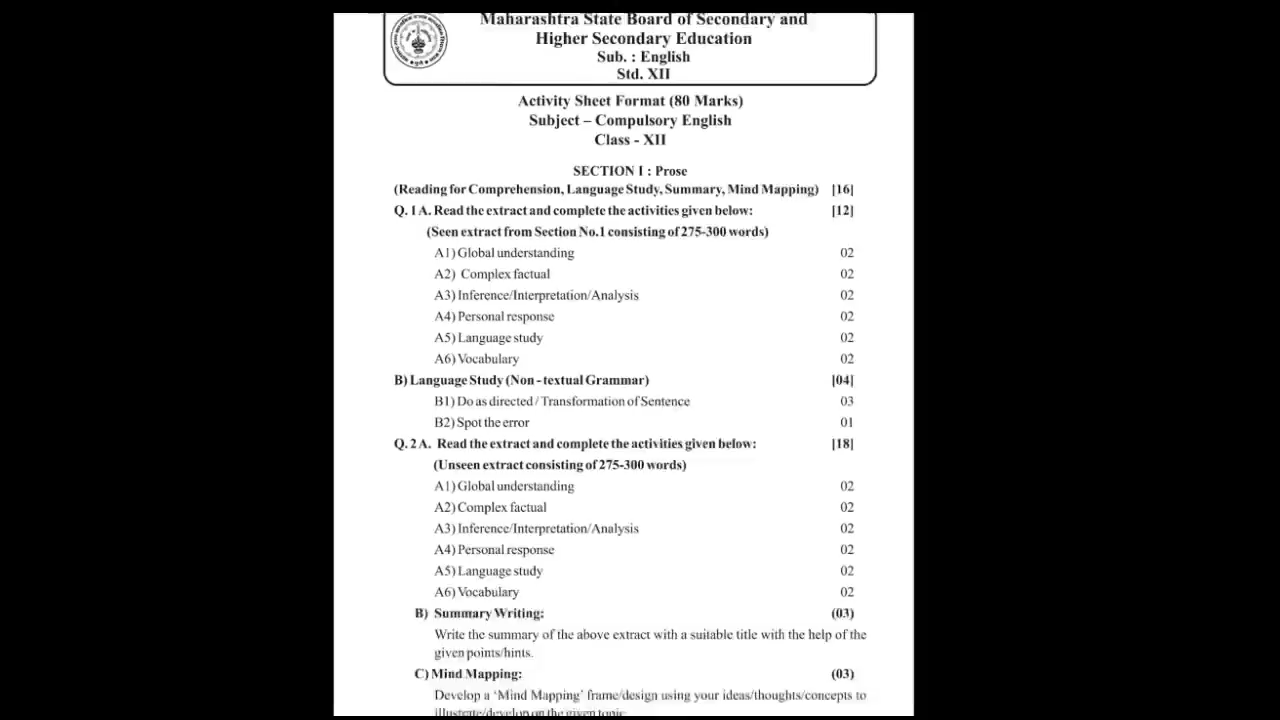 Maharashtra State Board of Secondary and
Higher Secondary Education
Sub. : English
Std. XII
Activity Sheet Format (80 Marks)
Subject – Compulsory English
Class - XII
SECTION I : Prose
(Reading for Comprehension, Language Study, Summary, Mind Mapping) [16]
Q. 1 A. Read the extract and complete the activities given below: [12]
(Seen extract from Section No.1 consisting of 275-300 words)
A1) Global understanding 02
A2) Complex factual 02
A3) Inference/Interpretation/Analysis 02
A4) Personal response 02
A5) Language study 02
A6) Vocabulary 02
B) Language Study (Non - textual Grammar) [04]
B1) Do as directed / Transformation of Sentence 03
B2) Spot the error 01
Q. 2 A. Read the extract and complete the activities given below: [18]
(Unseen extract consisting of 275-300 words)
A1) Global understanding 02
A2) Complex factual 02
A3) Inference/Interpretation/Analysis 02
A4) Personal response 02
A5) Language study 02
A6) Vocabulary 02
B) Summary Writing: (03)
Write the summary of the above extract with a suitable title with the help of the
given points/hints.
C) Mind Mapping: (03)
Develop a ‘Mind Mapping’ frame/design using your ideas/thoughts/concepts to
illustrate/develop on the given topic